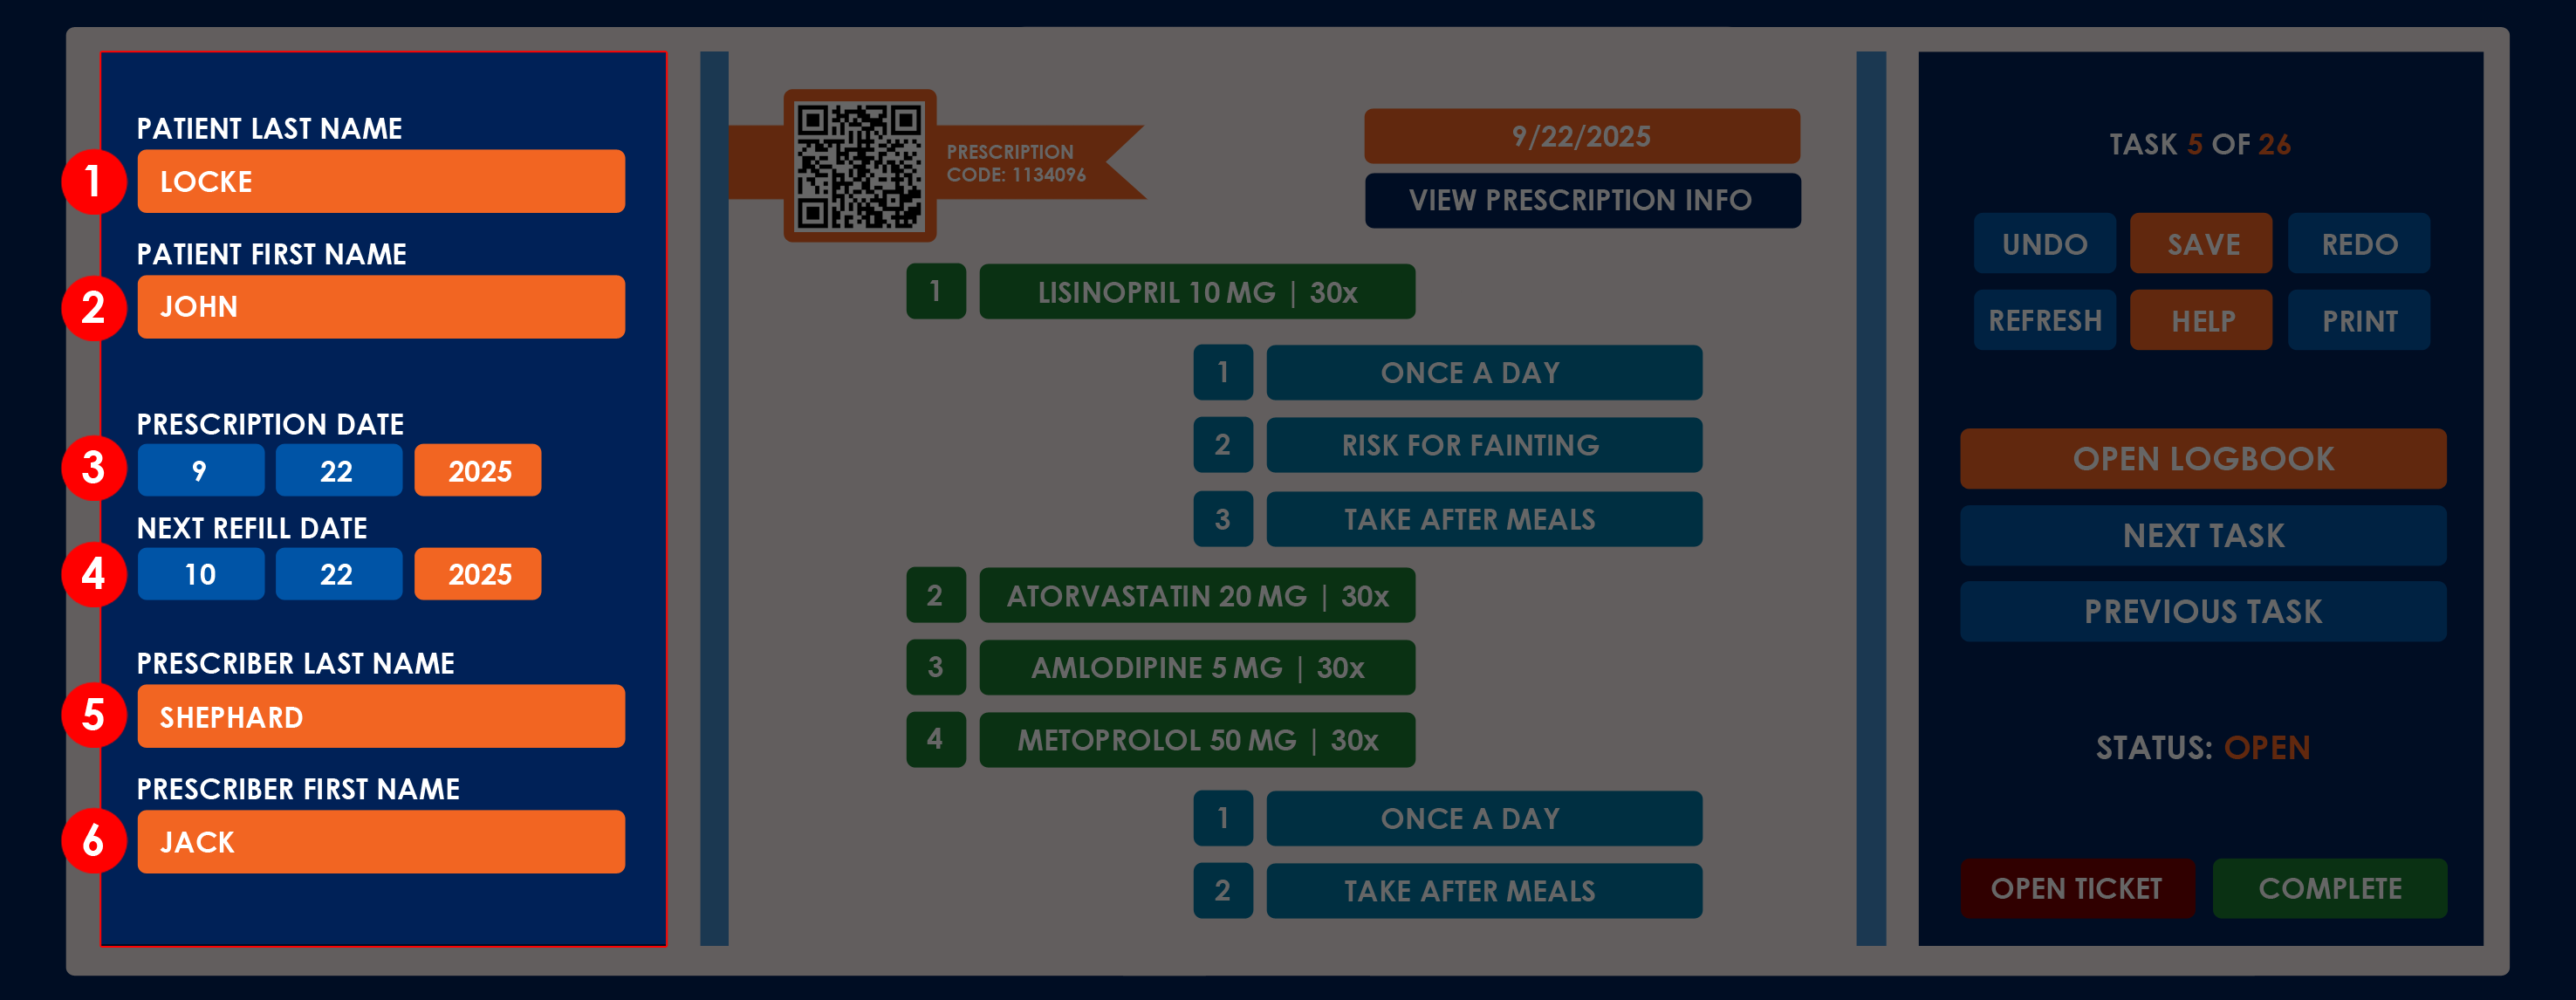 PATIENT LAST NAME
1
LOCKE
PATIENT FIRST NAME
2
JOHN
PRESCRIPTION DATE
3
9 22 2025
NEXT REFILL DATE
4
10 22 2025
PRESCRIBER LAST NAME
5
SHEPHARD
PRESCRIBER FIRST NAME
6
JACK
PRESCRIPTION
CODE: 1134096
9/22/2025
VIEW PRESCRIPTION INFO
1 LISINOPRIL 10 MG | 30x
1 ONCE A DAY
2 RISK FOR FAINTING
3 TAKE AFTER MEALS
2 ATORVASTATIN 20 MG | 30x
3 AMLODIPINE 5 MG | 30x
4 METOPROLOL 50 MG | 30x
1 ONCE A DAY
2 TAKE AFTER MEALS
TASK 5 OF 26
UNDO SAVE REDO
REFRESH HELP PRINT
OPEN LOGBOOK
NEXT TASK
PREVIOUS TASK
STATUS: OPEN
OPEN TICKET COMPLETE